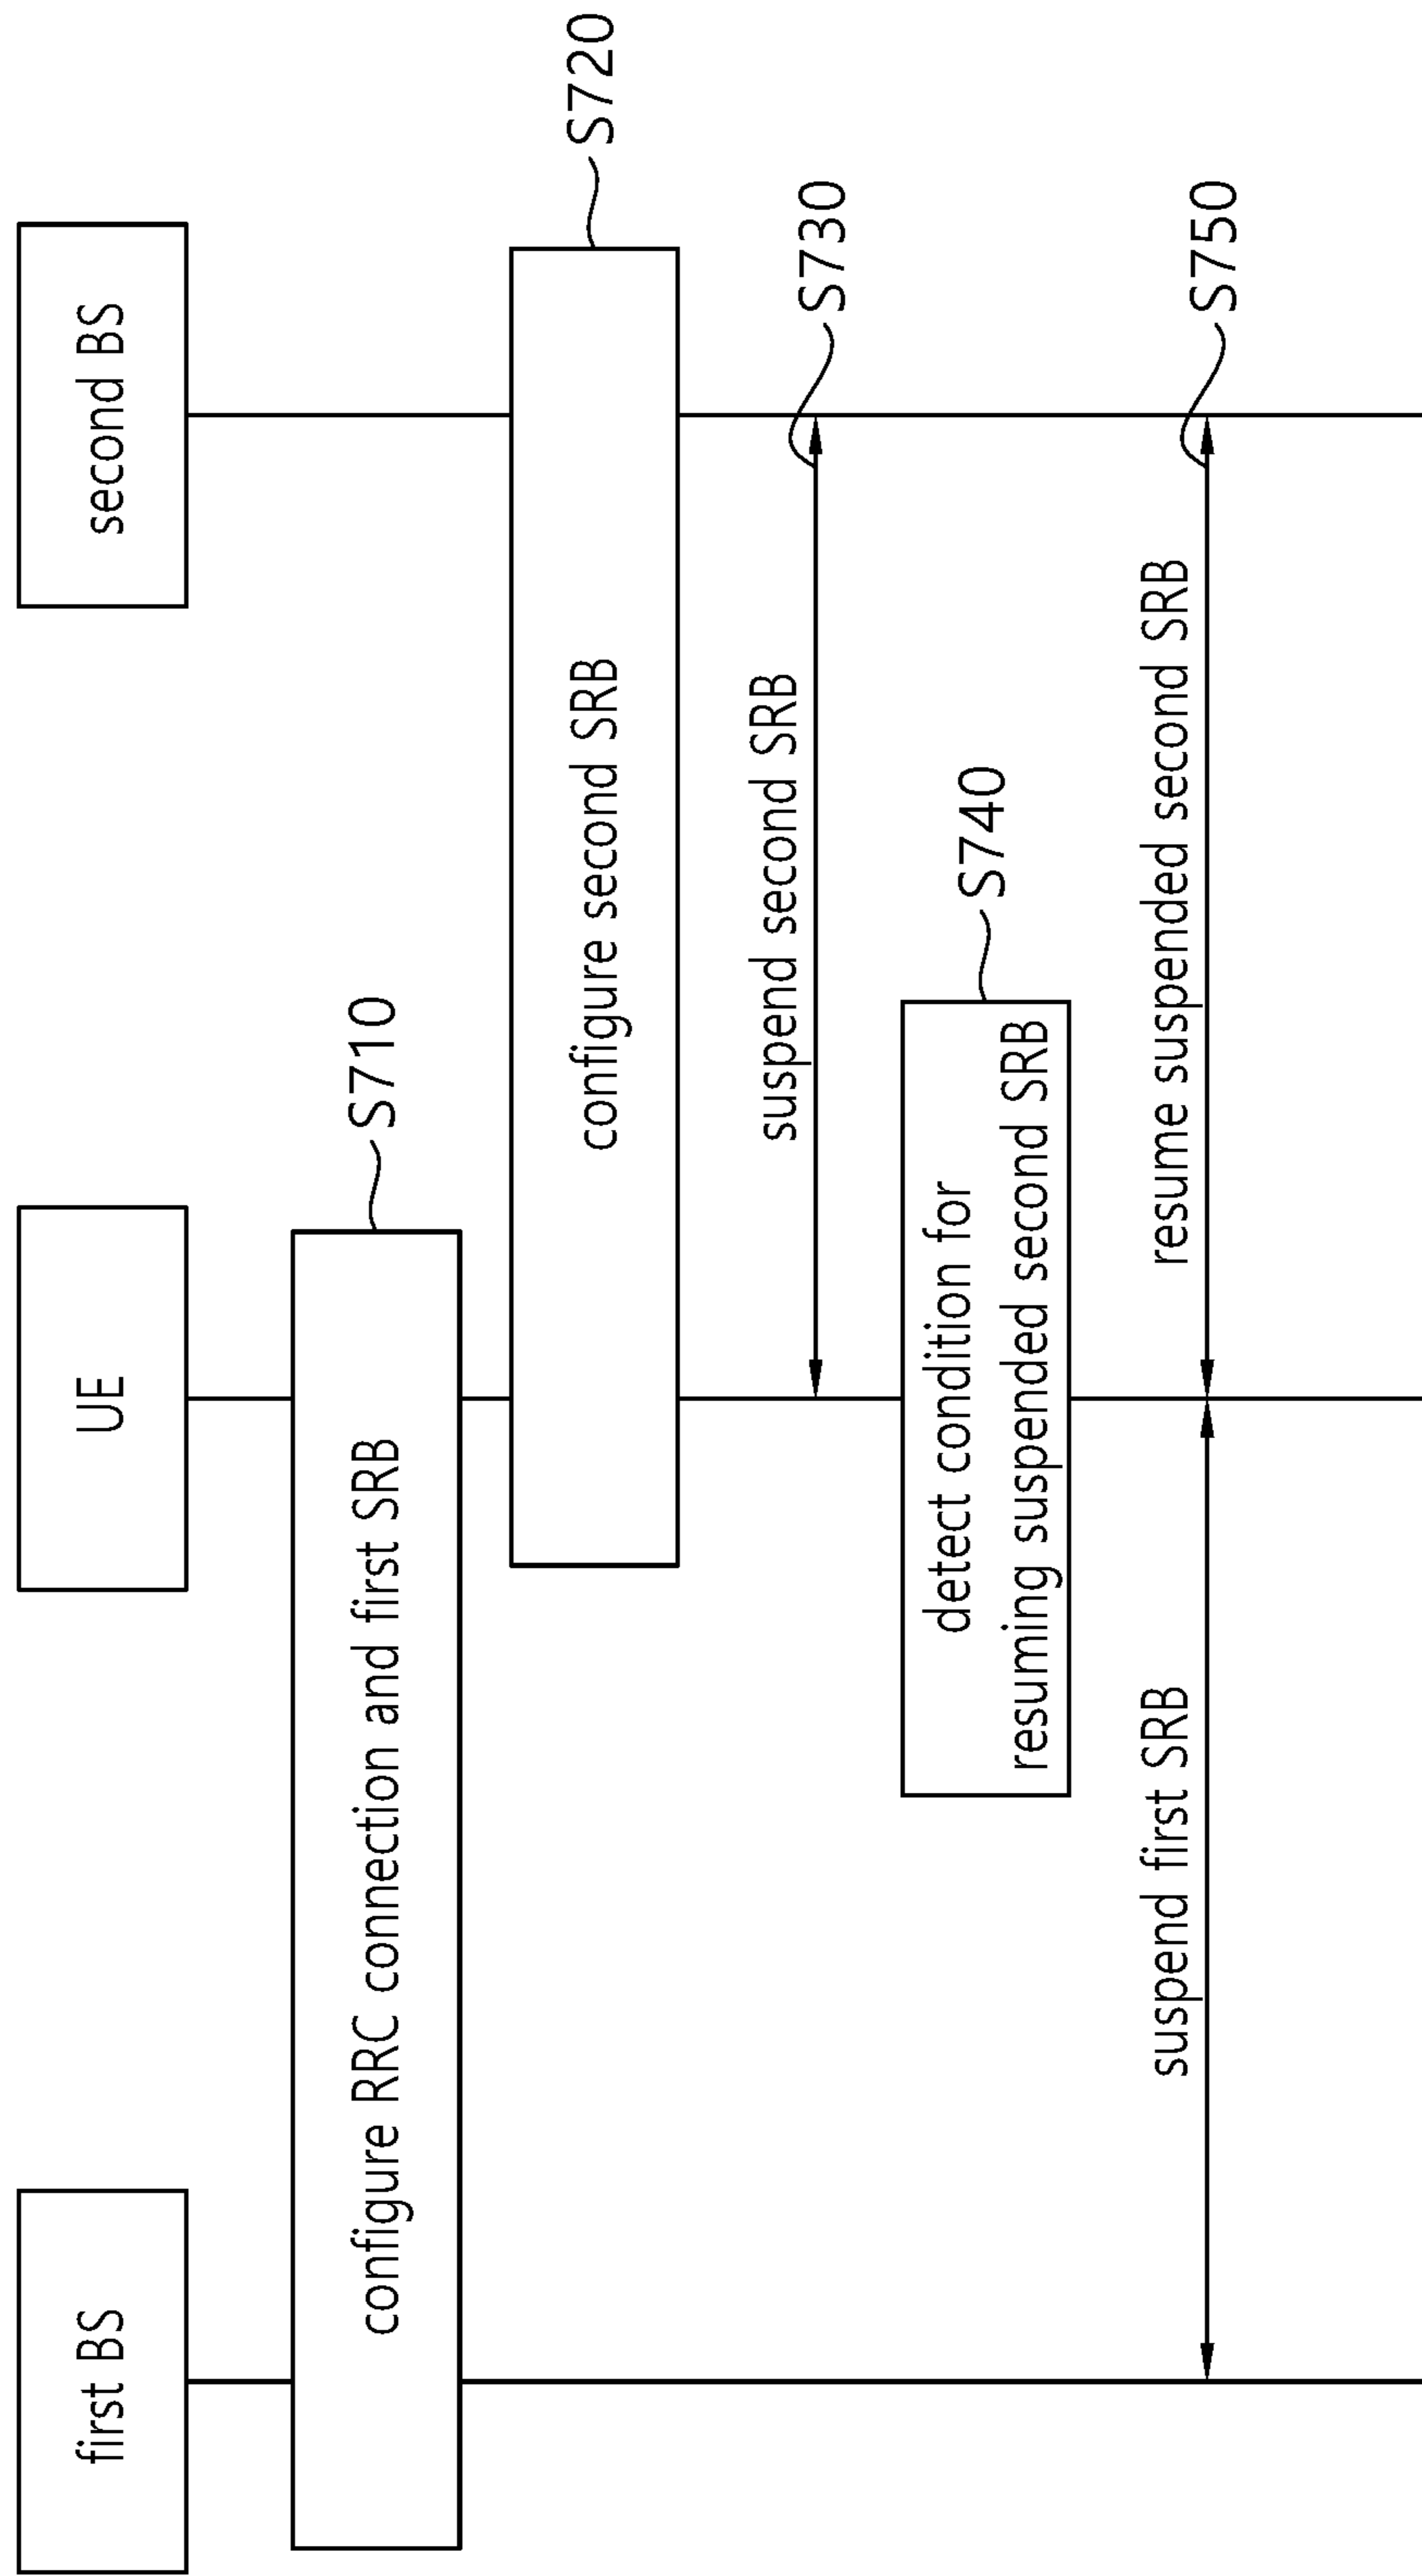 first BS
UE
second BS
configure RRC connection and first SRB
S710
configure second SRB
S720
suspend second SRB
S730
detect condition for
resuming suspended second SRB
S740
suspend first SRB
resume suspended second SRB
S750